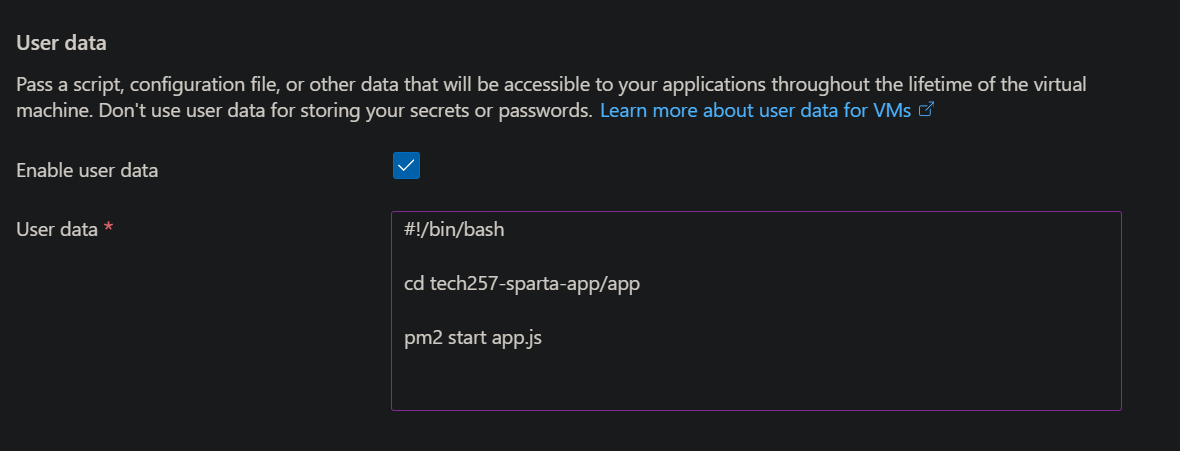 User data
Pass a script, configuration file, or other data that will be accessible to your applications throughout the lifetime of the virtual
machine. Don't use user data for storing your secrets or passwords. Learn more about user data for VMs
Enable user data
User data *
#!/bin/bash
cd tech257-sparta-app/app
pm2 start app.js